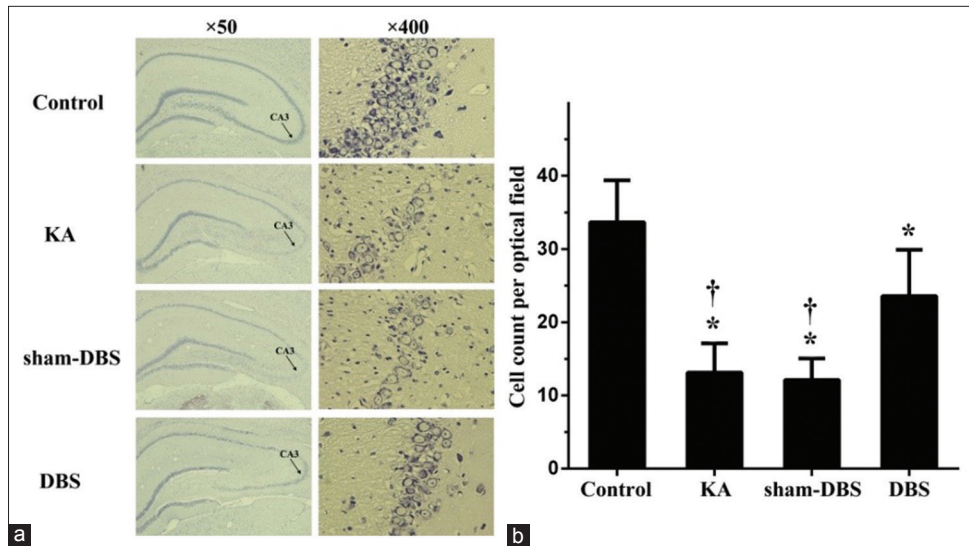 ×50 ×400
Control
CA3
KA
CA3
sham-DBS
CA3
DBS
CA3
a
Cell count per optical field
40
30
20
10
0
†
*
†
*
*
Control KA sham-DBS DBS
b